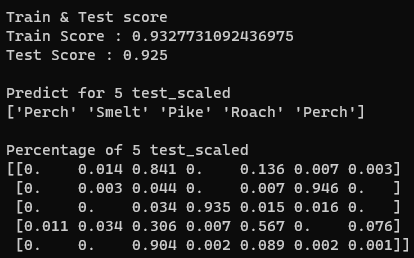 Train & Test score
Train Score : 0.9327731092436975
Test Score : 0.925

Predict for 5 test_scaled
['Perch' 'Smelt' 'Pike' 'Roach' 'Perch']

Percentage of 5 test_scaled
[[0.    0.014 0.841 0.    0.136 0.007 0.003]
 [0.    0.003 0.044 0.    0.007 0.946 0.   ]
 [0.    0.    0.034 0.935 0.015 0.016 0.   ]
 [0.011 0.034 0.306 0.007 0.567 0.    0.076]
 [0.    0.    0.904 0.002 0.089 0.002 0.001]]